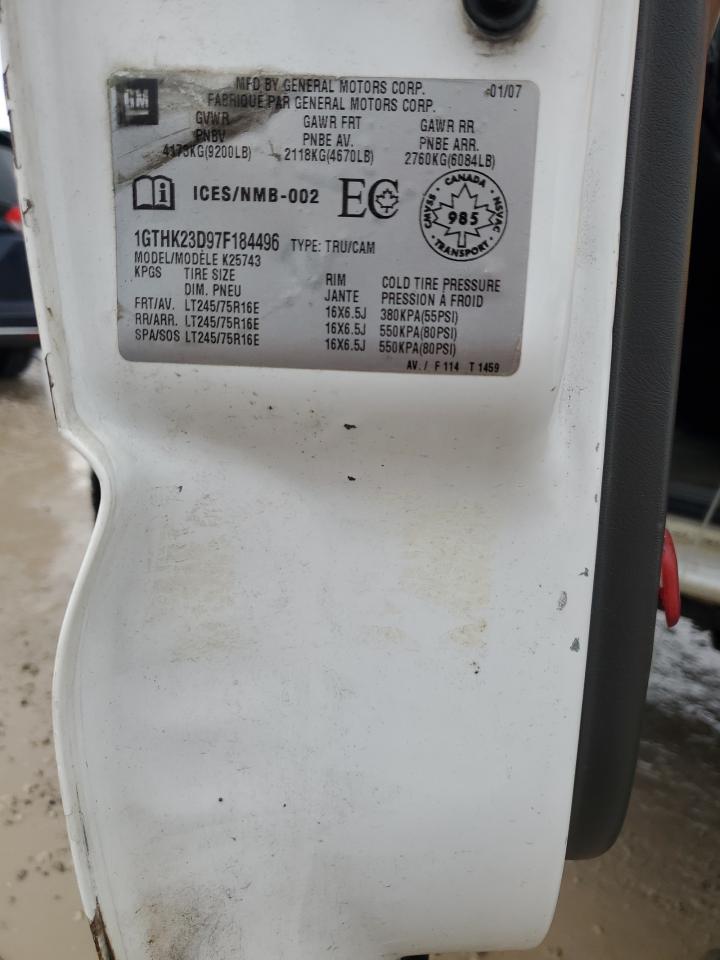 GM
MFD BY GENERAL MOTORS CORP. 01/07
FABRIQUE PAR GENERAL MOTORS CORP.
GVWR GAWR FRT GAWR RR
PNBV PNBE AV. PNBE ARR.
4173KG(9200LB) 2118KG(4670LB) 2760KG(6084LB)
i ICES/NMB-002 EC
CANADA
CMVSS 985 NSVAC
TRANSPORT
1GTHK23D97F184496 TYPE: TRU/CAM
MODEL/MODÈLE K25743
KPGS TIRE SIZE RIM COLD TIRE PRESSURE
DIM. PNEU JANTE PRESSION À FROID
FRT/AV. LT245/75R16E 16X6.5J 380KPA(55PSI)
RR/ARR. LT245/75R16E 16X6.5J 550KPA(80PSI)
SPA/SOS LT245/75R16E 16X6.5J 550KPA(80PSI)
AV. / F 114 T 1459